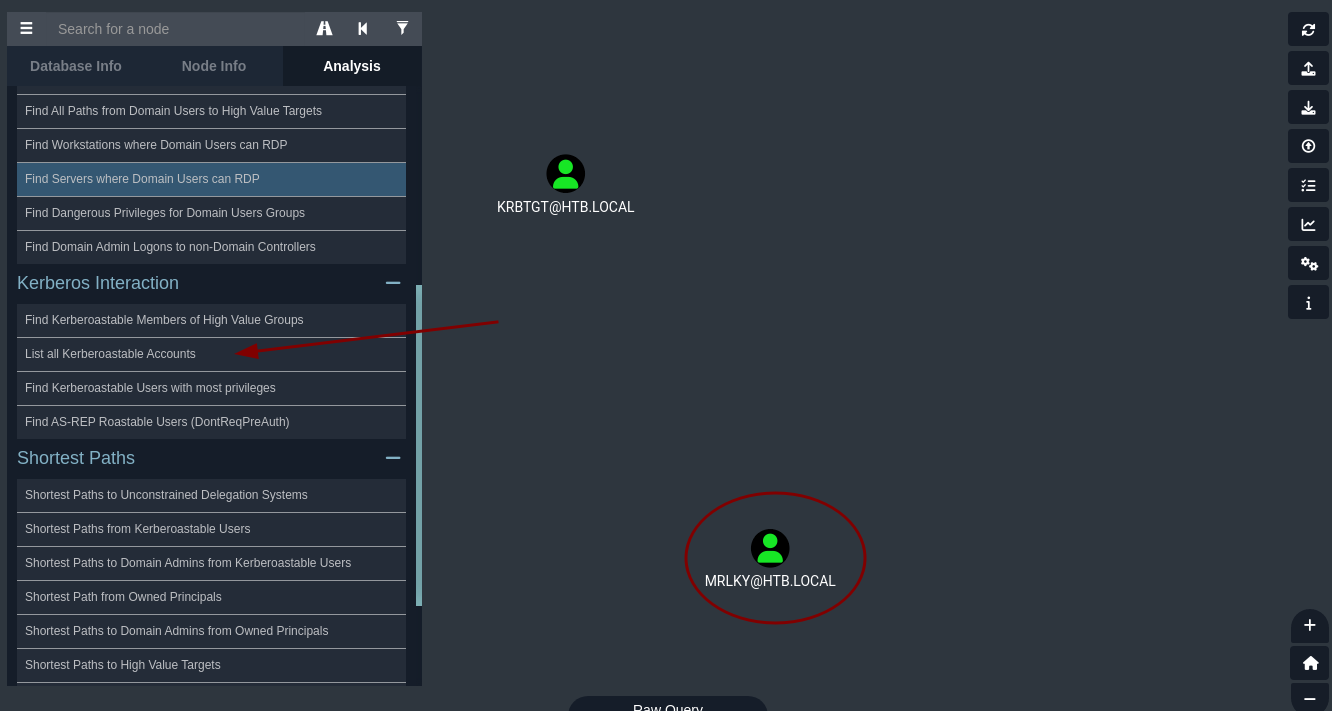 Search for a node
Database Info
Node Info
Analysis
Find All Paths from Domain Users to High Value Targets
Find Workstations where Domain Users can RDP
Find Servers where Domain Users can RDP
Find Dangerous Privileges for Domain Users Groups
Find Domain Admin Logons to non-Domain Controllers
Kerberos Interaction
Find Kerberoastable Members of High Value Groups
List all Kerberoastable Accounts
Find Kerberoastable Users with most privileges
Find AS-REP Roastable Users (DontReqPreAuth)
Shortest Paths
Shortest Paths to Unconstrained Delegation Systems
Shortest Paths from Kerberoastable Users
Shortest Paths to Domain Admins from Kerberoastable Users
Shortest Path from Owned Principals
Shortest Paths to Domain Admins from Owned Principals
Shortest Paths to High Value Targets
KRBTGT@HTB.LOCAL
MRLKY@HTB.LOCAL
Raw Query